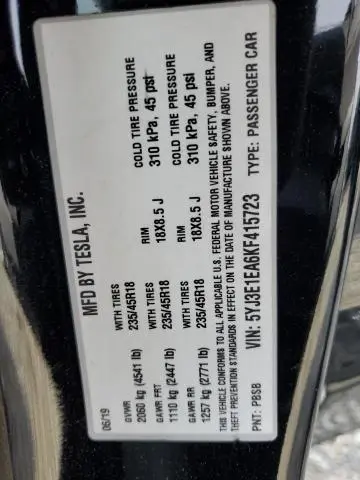 MFD BY TESLA, INC.
06/19
GVWR WITH TIRES RIM COLD TIRE PRESSURE
2060 kg (4541 lb) 235/45R18 18X8.5 J 310 kPa, 45 psi
GAWR FRT WITH TIRES RIM COLD TIRE PRESSURE
1110 kg (2447 lb) 235/45R18 18X8.5 J 310 kPa, 45 psi
GAWR RR
1257 kg (2771 lb)
THIS VEHICLE CONFORMS TO ALL APPLICABLE U.S. FEDERAL MOTOR VEHICLE SAFETY, BUMPER, AND
THEFT PREVENTION STANDARDS IN EFFECT ON THE DATE OF MANUFACTURE SHOWN ABOVE.
VIN: 5YJ3E1EA6KF415723 TYPE: PASSENGER CAR
PNT: PBSB